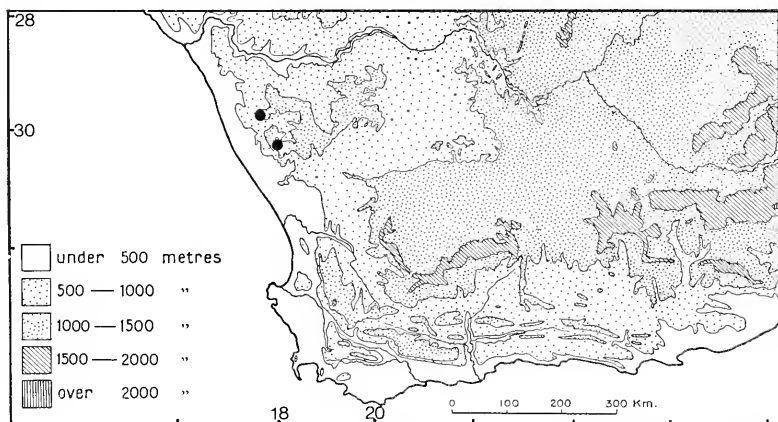 28
30
under 500 metres
500 — 1000 "
1000 — 1500 "
1500 — 2000 "
over 2000 "
18 20
0 100 200 300 Km.